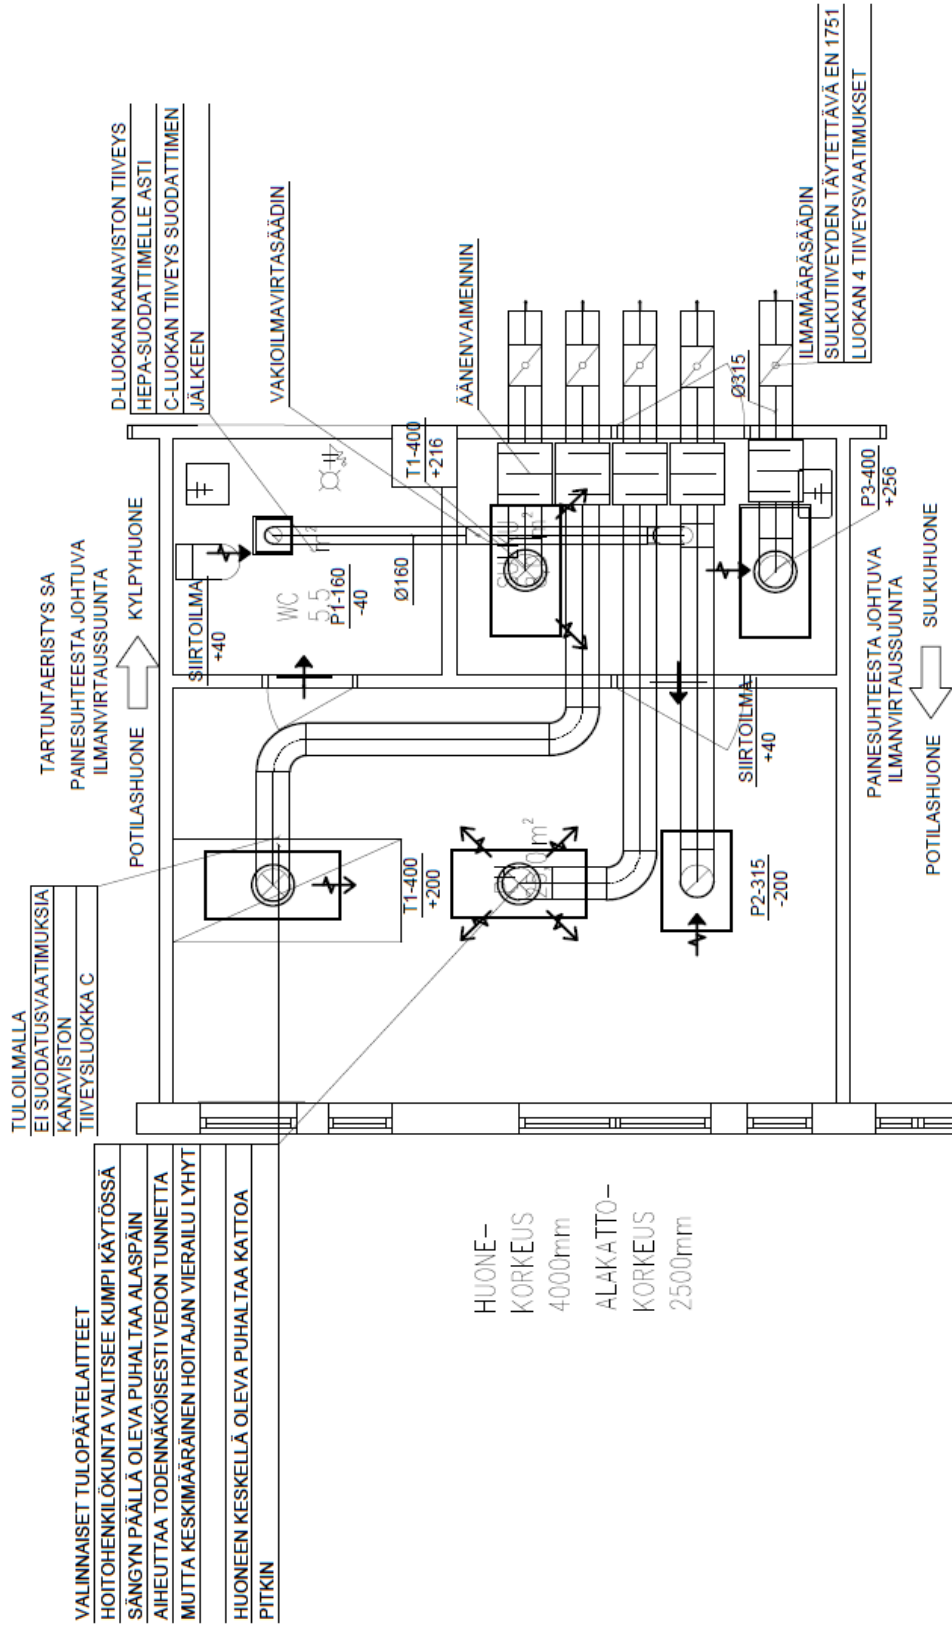 TULOILMALLA
EI SUODATUSVAATIMUKSIA
KANAVISTON
TIIVEYSLUOKKA C
VALINNAISET TULOPÄÄTELAITTEET
HOITOHENKILÖKUNTA VALITSEE KUMPI KÄYTÖSSÄ
SÄNGYN PÄÄLLÄ OLEVA PUHALTAA ALASPÄIN
AIHEUTTAA TODENNÄKÖISESTI VEDON TUNNETTA
MUTTA KESKIMÄÄRÄINEN HOITAJAN VIERAILU LYHYT
HUONEEN KESKELLÄ OLEVA PUHALTAA KATTOA
PITKIN
TARTUNTAERISTYS SA
PAINESUHTEESTA JOHTUVA
ILMANVIRTAUSSUUNTA
POTILASHUONE
KYLPYHUONE
D-LUOKAN KANAVISTON TIIVEYS
HEPA-SUODATTIMELLE ASTI
C-LUOKAN TIIVEYS SUODATTIMEN
JÄLKEEN
VAKIOILMAVIRTASÄÄDIN
ÄÄNENVAIMENNIN
SIIRTOILMA
+40
WC
5,5
m²
P1-160
-40
Ø160
T1-400
+216
m²
T1-400
+200
m²
P2-315
-200
SIIRTOILMA
+40
Ø315
P3-400
+256
ILMAMÄÄRÄSÄÄDIN
SULKUTIIVEYDEN TÄYTETTÄVÄ EN 1751
LUOKAN 4 TIIVEYSVAATIMUKSET
PAINESUHTEESTA JOHTUVA
ILMANVIRTAUSSUUNTA
POTILASHUONE
SULKUHUONE
HUONE-
KORKEUS
4000mm
ALAKATTO-
KORKEUS
2500mm